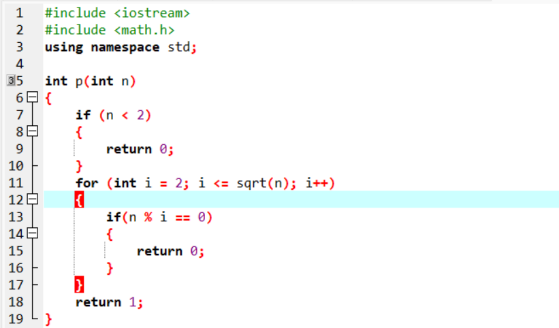 1 #include <iostream>
2 #include <math.h>
3 using namespace std;
4
35 int p(int n)
6 {
7 if (n < 2)
8 {
9 return 0;
10 }
11 for (int i = 2; i <= sqrt(n); i++)
12 {
13 if(n % i == 0)
14 {
15 return 0;
16 }
17 }
18 return 1;
19 }